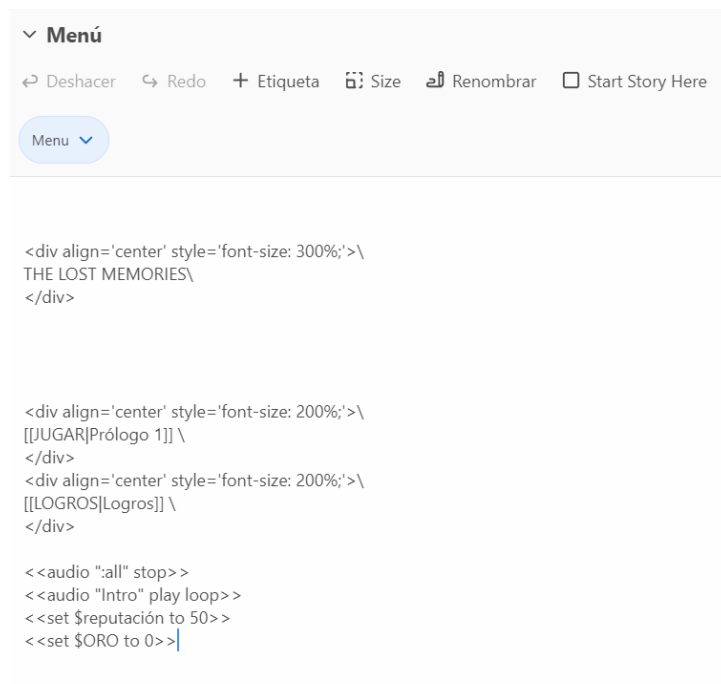 Menú
Deshacer Redo Etiqueta Size Renombrar Start Story Here
Menu
<div align='center' style='font-size: 300%;'>\
THE LOST MEMORIES\
</div>
<div align='center' style='font-size: 200%;'>\
[[JUGAR|Prólogo 1]] \
</div>
<div align='center' style='font-size: 200%;'>\
[[LOGROS|Logros]] \
</div>
<<audio ":all" stop>>
<<audio "Intro" play loop>>
<<set $reputación to 50>>
<<set $ORO to 0>>